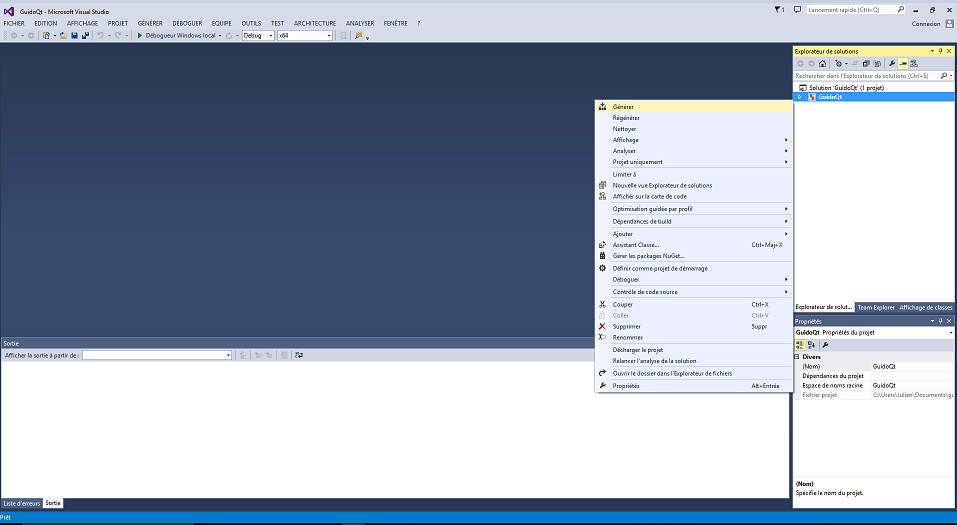 GuidoQt - Microsoft Visual Studio
1
Lancement rapide (Ctrl+Q)
FICHIER EDITION AFFICHAGE PROJET GÉNÉRER DÉBOGUER ÉQUIPE OUTILS TEST ARCHITECTURE ANALYSER FENÊTRE ?
Connexion
Débogueur Windows local
Debug
x64
Explorateur de solutions
Rechercher dans l'Explorateur de solutions (Ctrl+$)
Solution 'GuidoQt' (1 projet)
GuidoQt
Générer
Régénérer
Nettoyer
Affichage
Analyser
Projet uniquement
Limiter à
Nouvelle vue Explorateur de solutions
Afficher sur la carte de code
Optimisation guidée par profil
Dépendances de build
Ajouter
Assistant Classe... Ctrl+Maj+X
Gérer les packages NuGet...
Définir comme projet de démarrage
Déboguer
Contrôle de code source
Couper Ctrl+X
Coller Ctrl+V
Supprimer Suppr
Renommer
Décharger le projet
Relancer l'analyse de la solution
Ouvrir le dossier dans l'Explorateur de fichiers
Propriétés Alt+Entrée
Explorateur de solut... Team Explorer Affichage de classes
Propriétés
GuidoQt Propriétés du projet
Divers
(Nom) GuidoQt
Dépendances du projet
Espace de noms racine GuidoQt
Fichier projet C:\Users\Julien\Documents\gu
(Nom)
Spécifie le nom du projet.
Sortie
Afficher la sortie à partir de :
Liste d'erreurs Sortie
Prêt